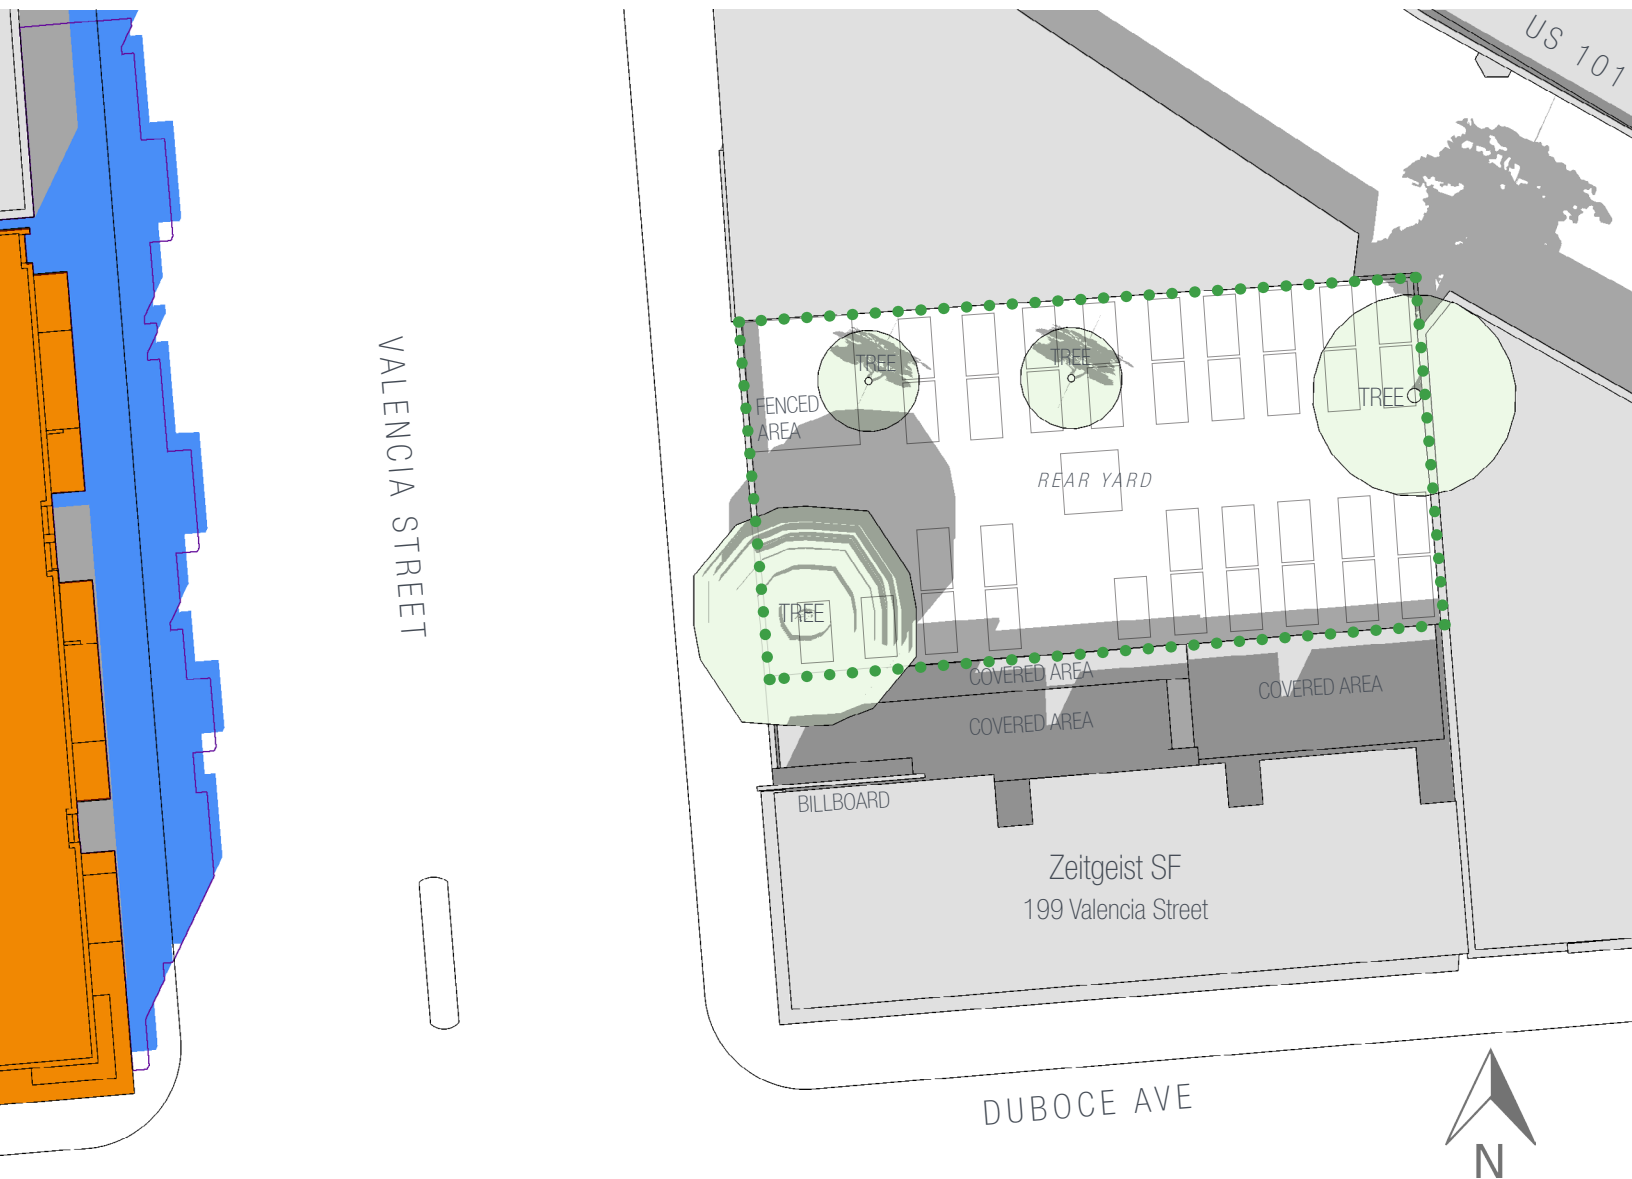 US 101
VALENCIA STREET
TREE
TREE
TREE
FENCED
AREA
REAR YARD
TREE
COVERED AREA
COVERED AREA
COVERED AREA
BILLBOARD
Zeitgeist SF
199 Valencia Street
DUBOCE AVE
N